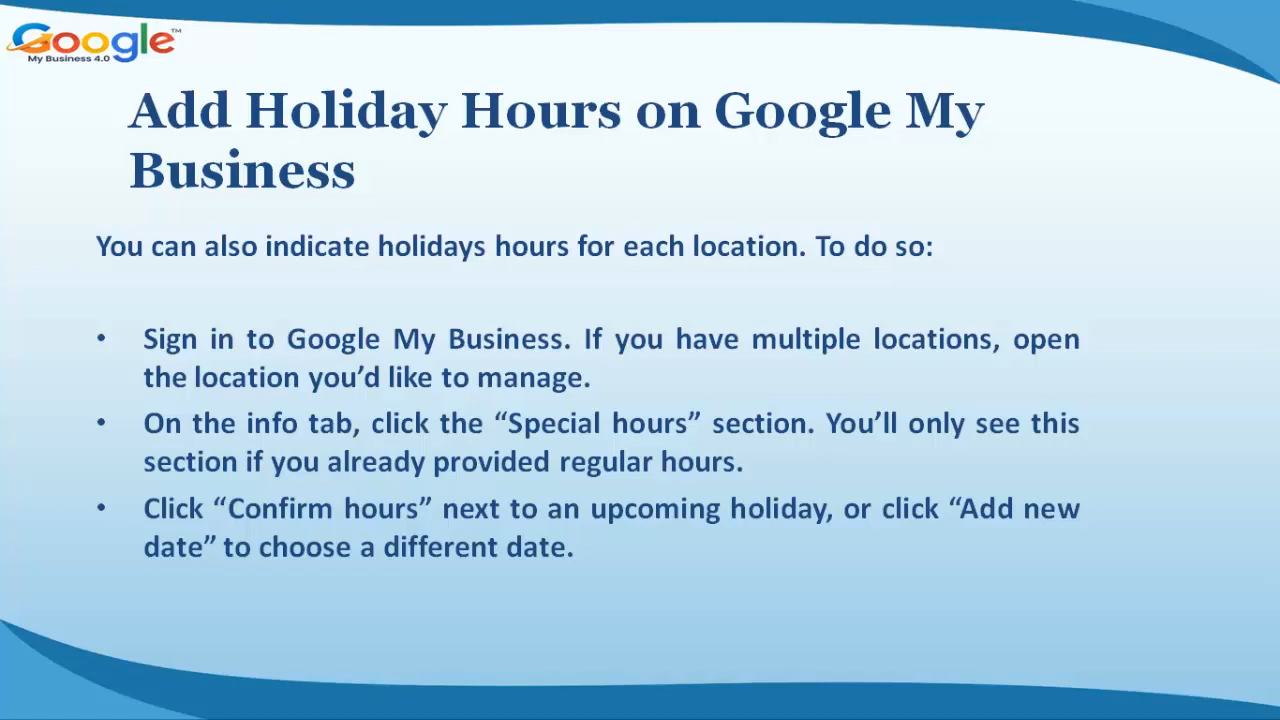 Google™
My Business 4.0
Add Holiday Hours on Google My
Business
You can also indicate holidays hours for each location. To do so:
• Sign in to Google My Business. If you have multiple locations, open
the location you’d like to manage.
• On the info tab, click the “Special hours” section. You’ll only see this
section if you already provided regular hours.
• Click “Confirm hours” next to an upcoming holiday, or click “Add new
date” to choose a different date.